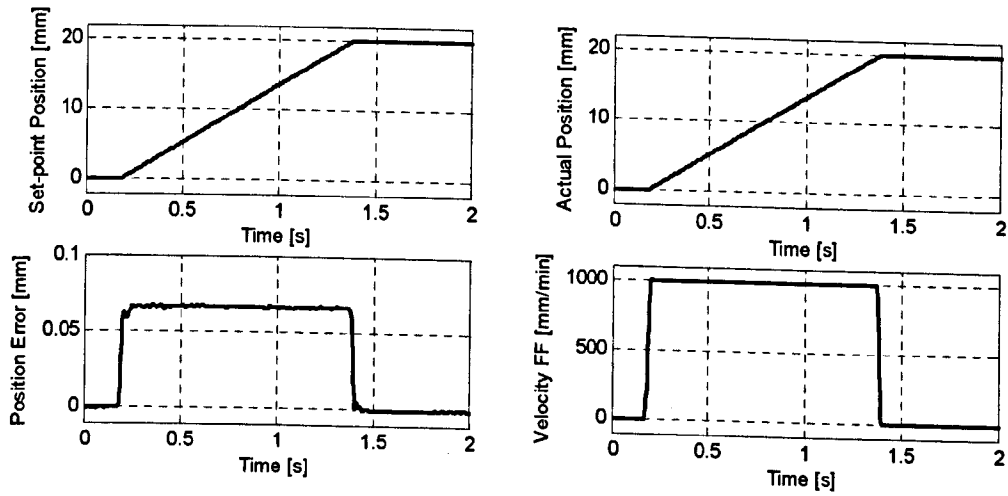 Set-point Position [mm]
20
10
0
0 0.5 1 1.5 2
Time [s]
Actual Position [mm]
20
10
0
0 0.5 1 1.5 2
Time [s]
Position Error [mm]
0.1
0.05
0
0 0.5 1 1.5 2
Time [s]
Velocity FF [mm/min]
1000
500
0
0 0.5 1 1.5 2
Time [s]